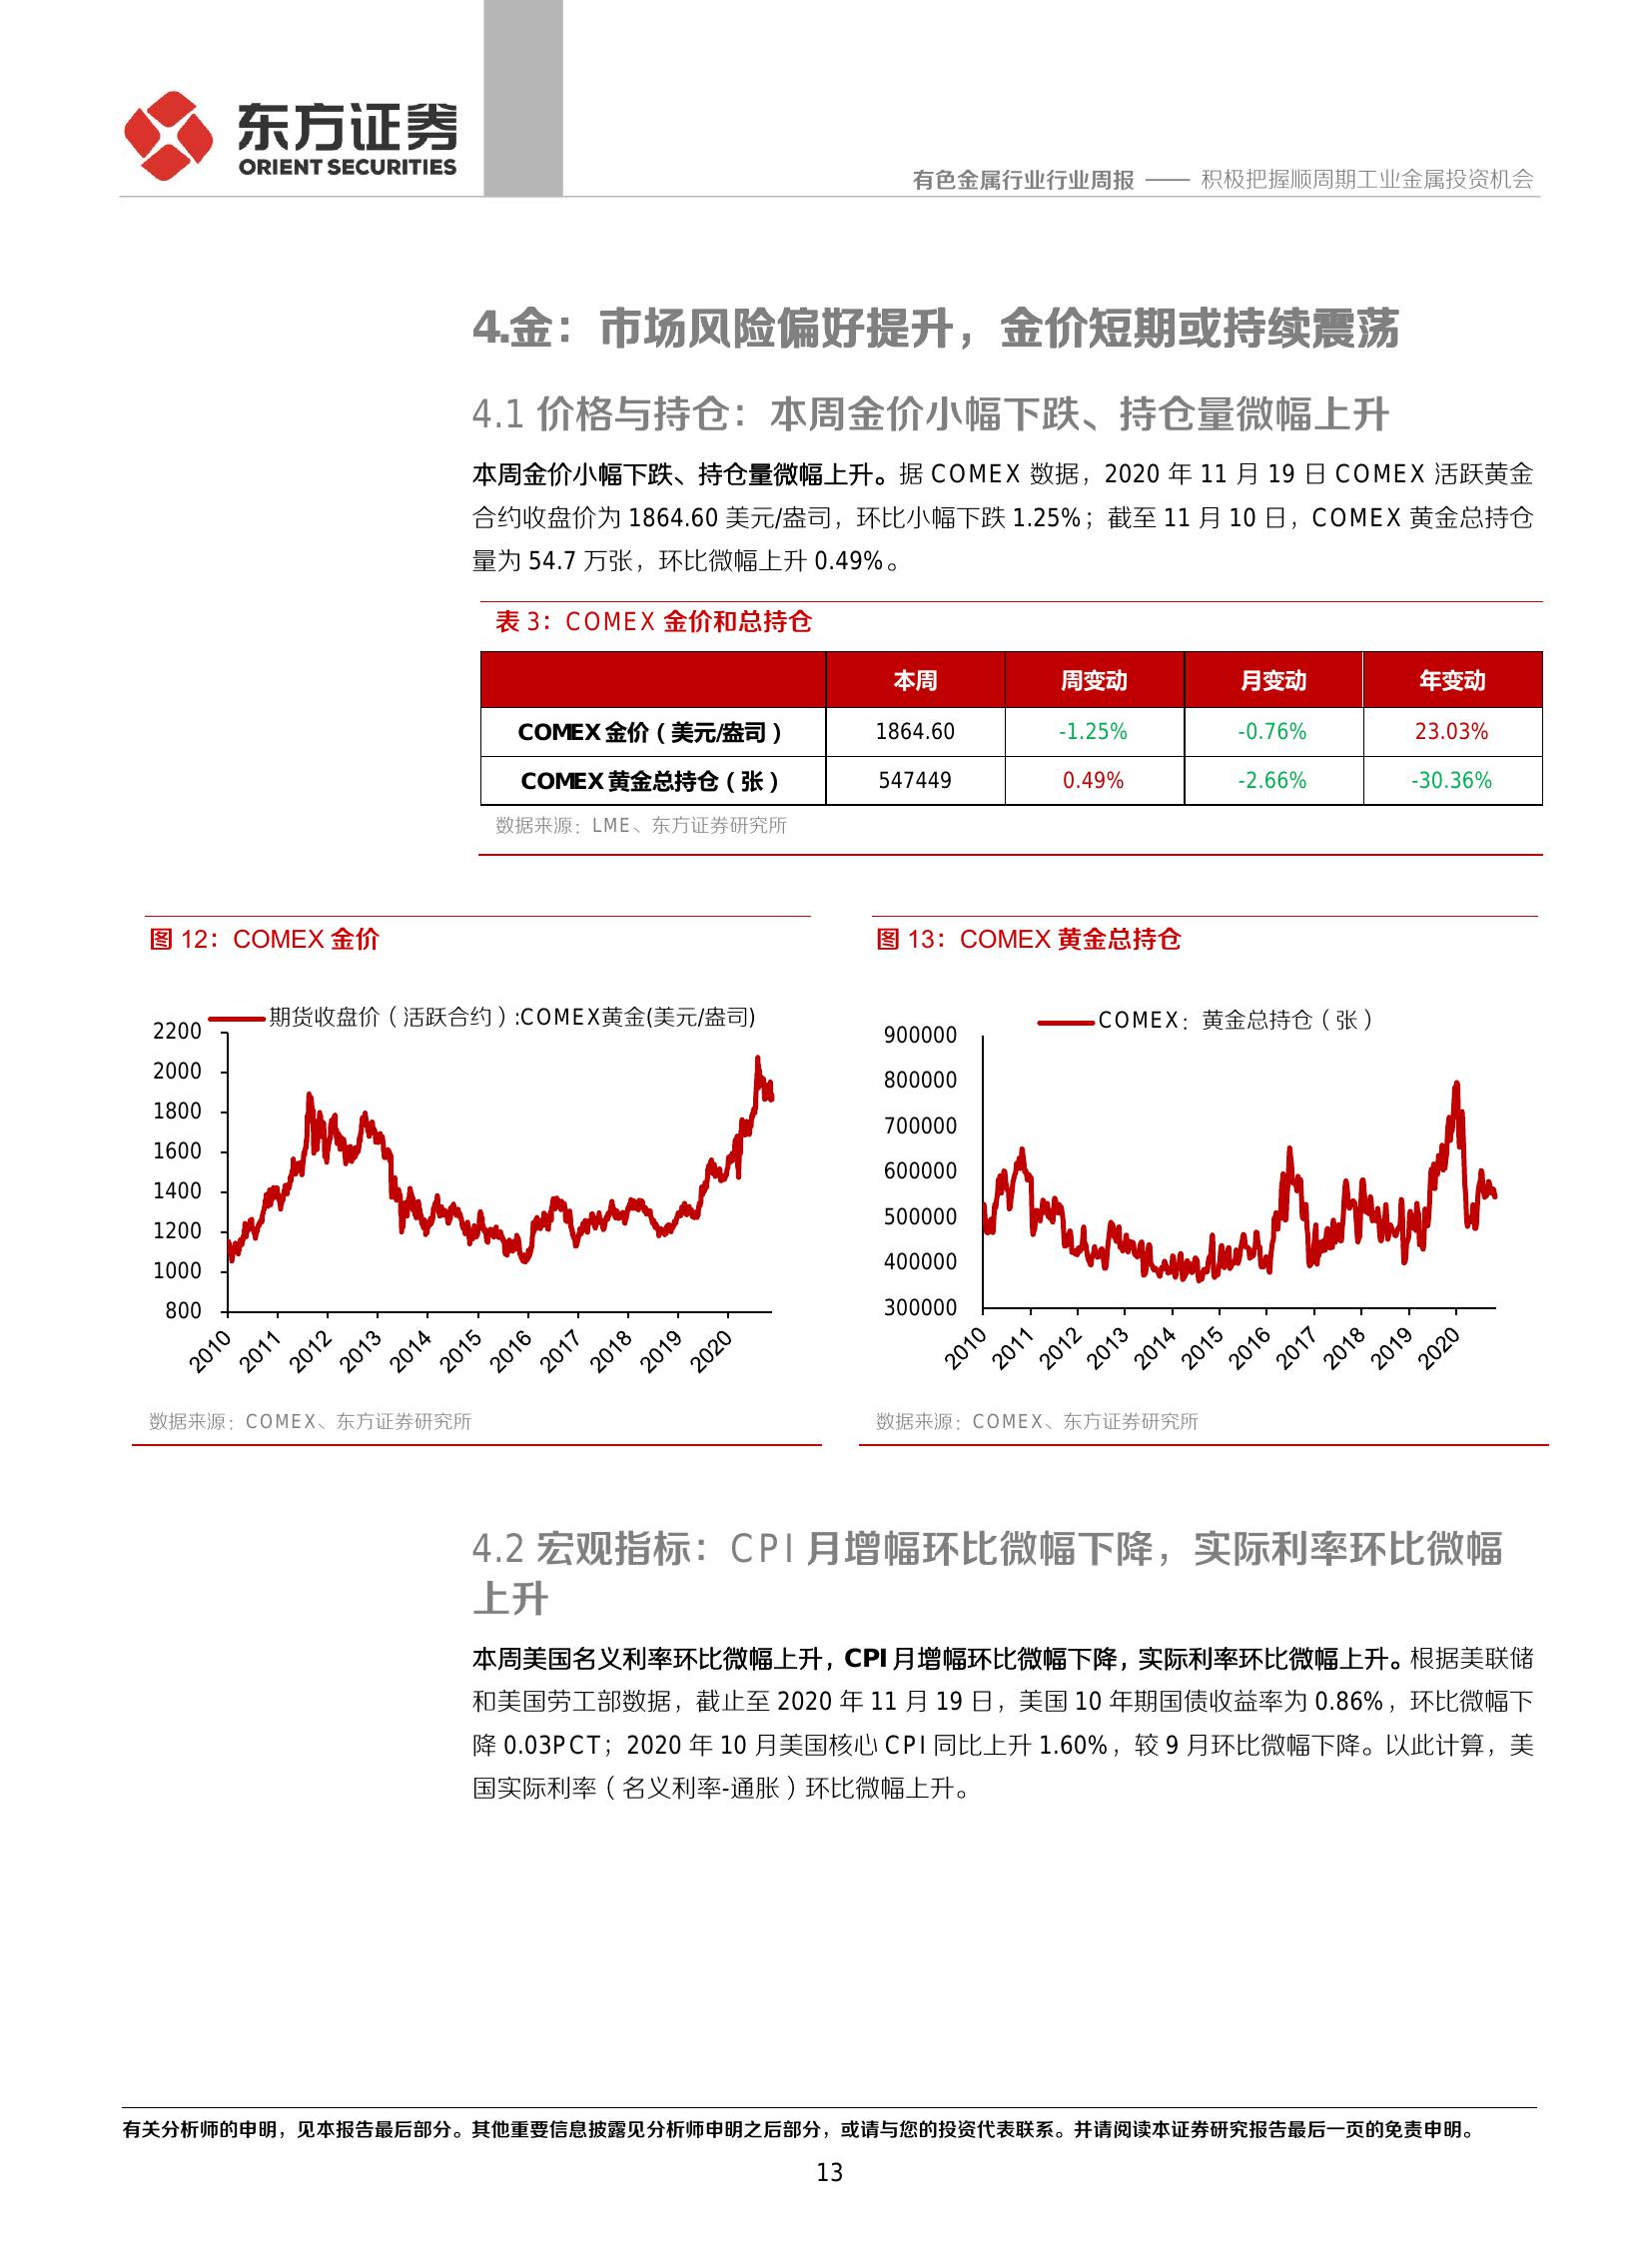 东方证券
ORIENT SECURITIES
有色金属行业行业周报 —— 积极把握顺周期工业金属投资机会
4.金：市场风险偏好提升，金价短期或持续震荡
4.1 价格与持仓：本周金价小幅下跌、持仓量微幅上升
本周金价小幅下跌、持仓量微幅上升。据 COMEX 数据，2020 年 11 月 19 日 COMEX 活跃黄金
合约收盘价为 1864.60 美元/盎司，环比小幅下跌 1.25%；截至 11 月 10 日，COMEX 黄金总持仓
量为 54.7 万张，环比微幅上升 0.49%。
表 3：COMEX 金价和总持仓
本周 周变动 月变动 年变动
COMEX 金价（美元/盎司） 1864.60 -1.25% -0.76% 23.03%
COMEX 黄金总持仓（张） 547449 0.49% -2.66% -30.36%
数据来源：LME、东方证券研究所
图 12：COMEX 金价
期货收盘价（活跃合约）:COMEX黄金(美元/盎司)
2200
2000
1800
1600
1400
1200
1000
800
2010 2011 2012 2013 2014 2015 2016 2017 2018 2019 2020
数据来源：COMEX、东方证券研究所
图 13：COMEX 黄金总持仓
COMEX：黄金总持仓（张）
900000
800000
700000
600000
500000
400000
300000
2010 2011 2012 2013 2014 2015 2016 2017 2018 2019 2020
数据来源：COMEX、东方证券研究所
4.2 宏观指标：CPI 月增幅环比微幅下降，实际利率环比微幅
上升
本周美国名义利率环比微幅上升，CPI 月增幅环比微幅下降，实际利率环比微幅上升。根据美联储
和美国劳工部数据，截止至 2020 年 11 月 19 日，美国 10 年期国债收益率为 0.86%，环比微幅下
降 0.03PCT；2020 年 10 月美国核心 CPI 同比上升 1.60%，较 9 月环比微幅下降。以此计算，美
国实际利率（名义利率-通胀）环比微幅上升。
有关分析师的申明，见本报告最后部分。其他重要信息披露见分析师申明之后部分，或请与您的投资代表联系。并请阅读本证券研究报告最后一页的免责申明。
13